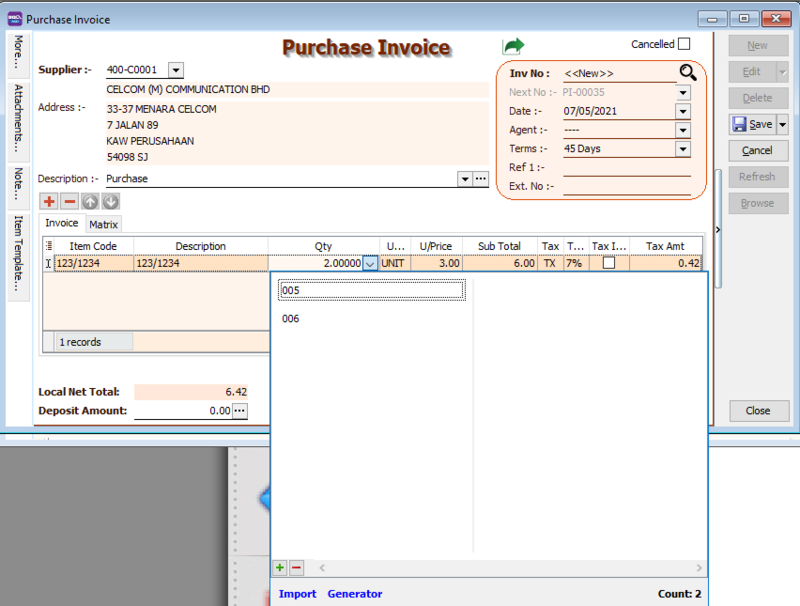 Purchase Invoice
More...
Attachments...
Note...
Item Template...
Purchase Invoice
Cancelled
Supplier :- 400-C0001
CELCOM (M) COMMUNICATION BHD
Address :- 33-37 MENARA CELCOM
7 JALAN 89
KAW PERUSAHAAN
54098 SJ
Description :- Purchase
Inv No : <<New>>
Next No :- PI-00035
Date :- 07/05/2021
Agent :- ----
Terms :- 45 Days
Ref 1 :-
Ext. No :-
New
Edit
Delete
Save
Cancel
Refresh
Browse
Invoice Matrix
Item Code Description Qty U... U/Price Sub Total Tax T... Tax I... Tax Amt
123/1234 123/1234 2.00000 UNIT 3.00 6.00 TX 7% 0.42
005
006
1 records
Local Net Total: 6.42
Deposit Amount: 0.00 ...
Close
Import Generator Count: 2